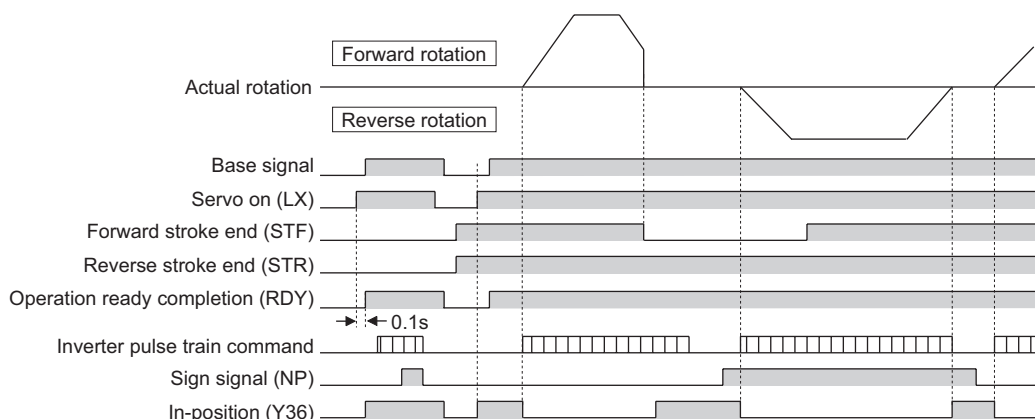 Forward rotation
Actual rotation
Reverse rotation
Base signal
Servo on (LX)
Forward stroke end (STF)
Reverse stroke end (STR)
Operation ready completion (RDY)
0.1s
Inverter pulse train command
Sign signal (NP)
In-position (Y36)